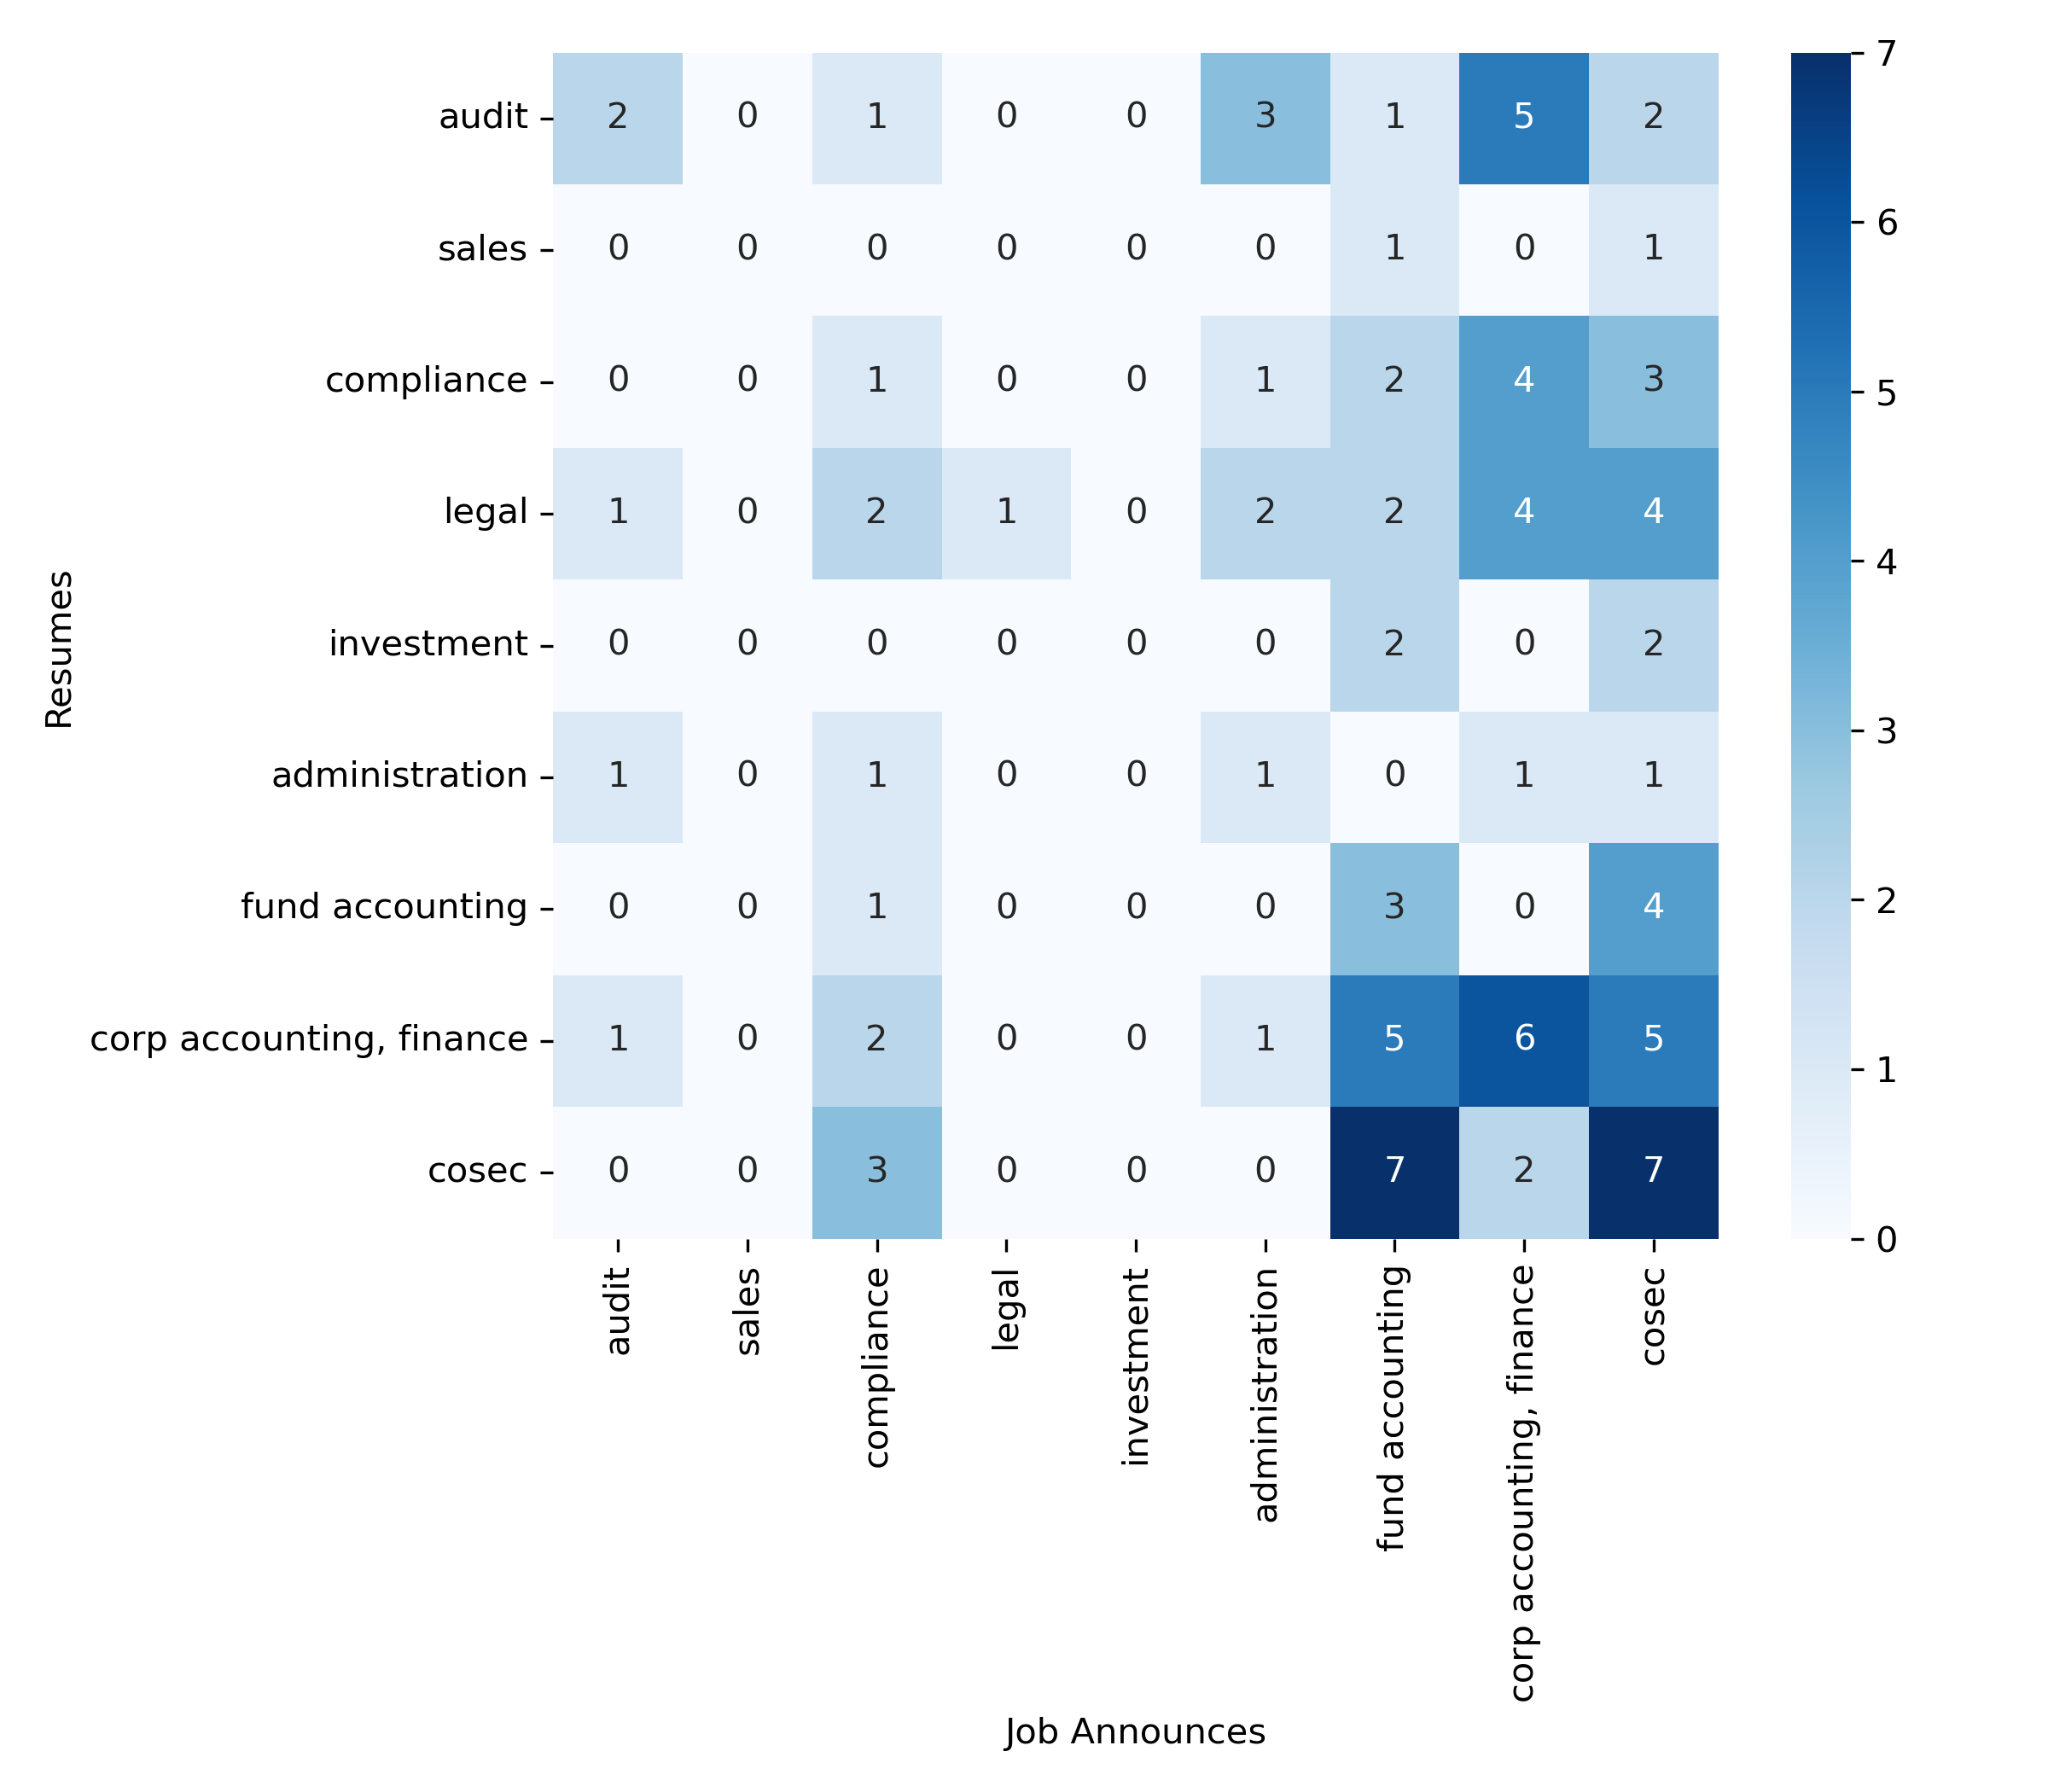 audit 2 0 1 0 0 3 1 5 2
sales 0 0 0 0 0 0 1 0 1
compliance 0 0 1 0 0 1 2 4 3
legal 1 0 2 1 0 2 2 4 4
investment 0 0 0 0 0 0 2 0 2
administration 1 0 1 0 0 1 0 1 1
fund accounting 0 0 1 0 0 0 3 0 4
corp accounting, finance 1 0 2 0 0 1 5 6 5
cosec 0 0 3 0 0 0 7 2 7
Resumes
audit
sales
compliance
legal
investment
administration
fund accounting
corp accounting, finance
cosec
Job Announces
7
6
5
4
3
2
1
0